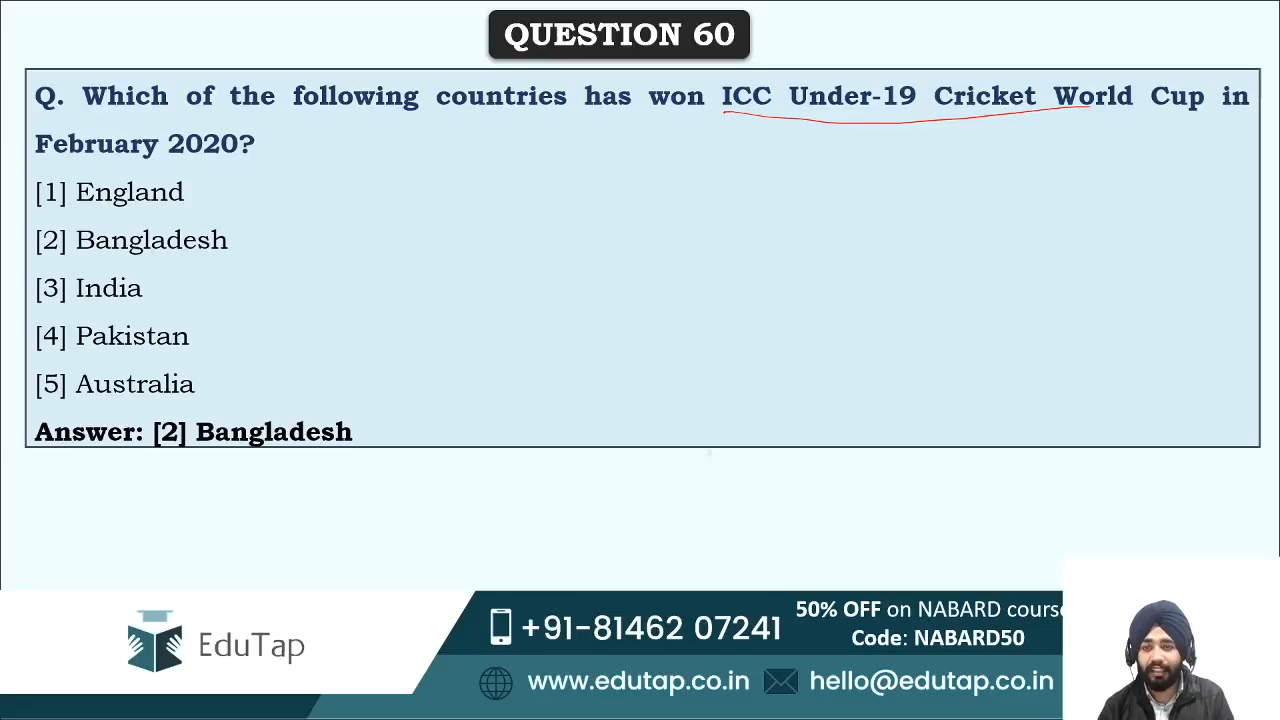 QUESTION 60
Q. Which of the following countries has won ICC Under-19 Cricket World Cup in
February 2020?
[1] England
[2] Bangladesh
[3] India
[4] Pakistan
[5] Australia
Answer: [2] Bangladesh
EduTap
+91-81462 07241
50% OFF on NABARD course
Code: NABARD50
www.edutap.co.in
hello@edutap.co.in